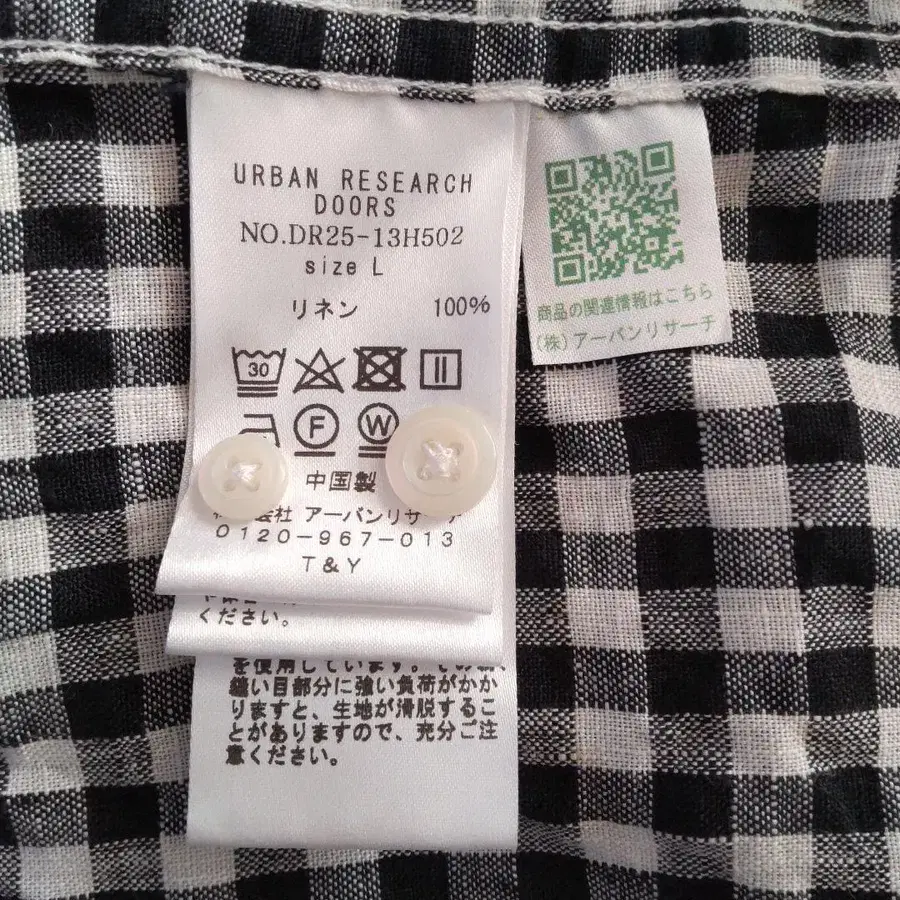 URBAN RESEARCH
DOORS
NO.DR25-13H502
size L
リネン 100%
30
F W
中国製
会社 アーバンリサーチ
0120-967-013
T&Y
商品の関連情報はこちら
(株)アーバンリサーチ
ください。
を使用しています。
縫い目部分に強い負荷がかか
りますと、生地が滑脱するこ
とがありますので、充分ご注
意ください。